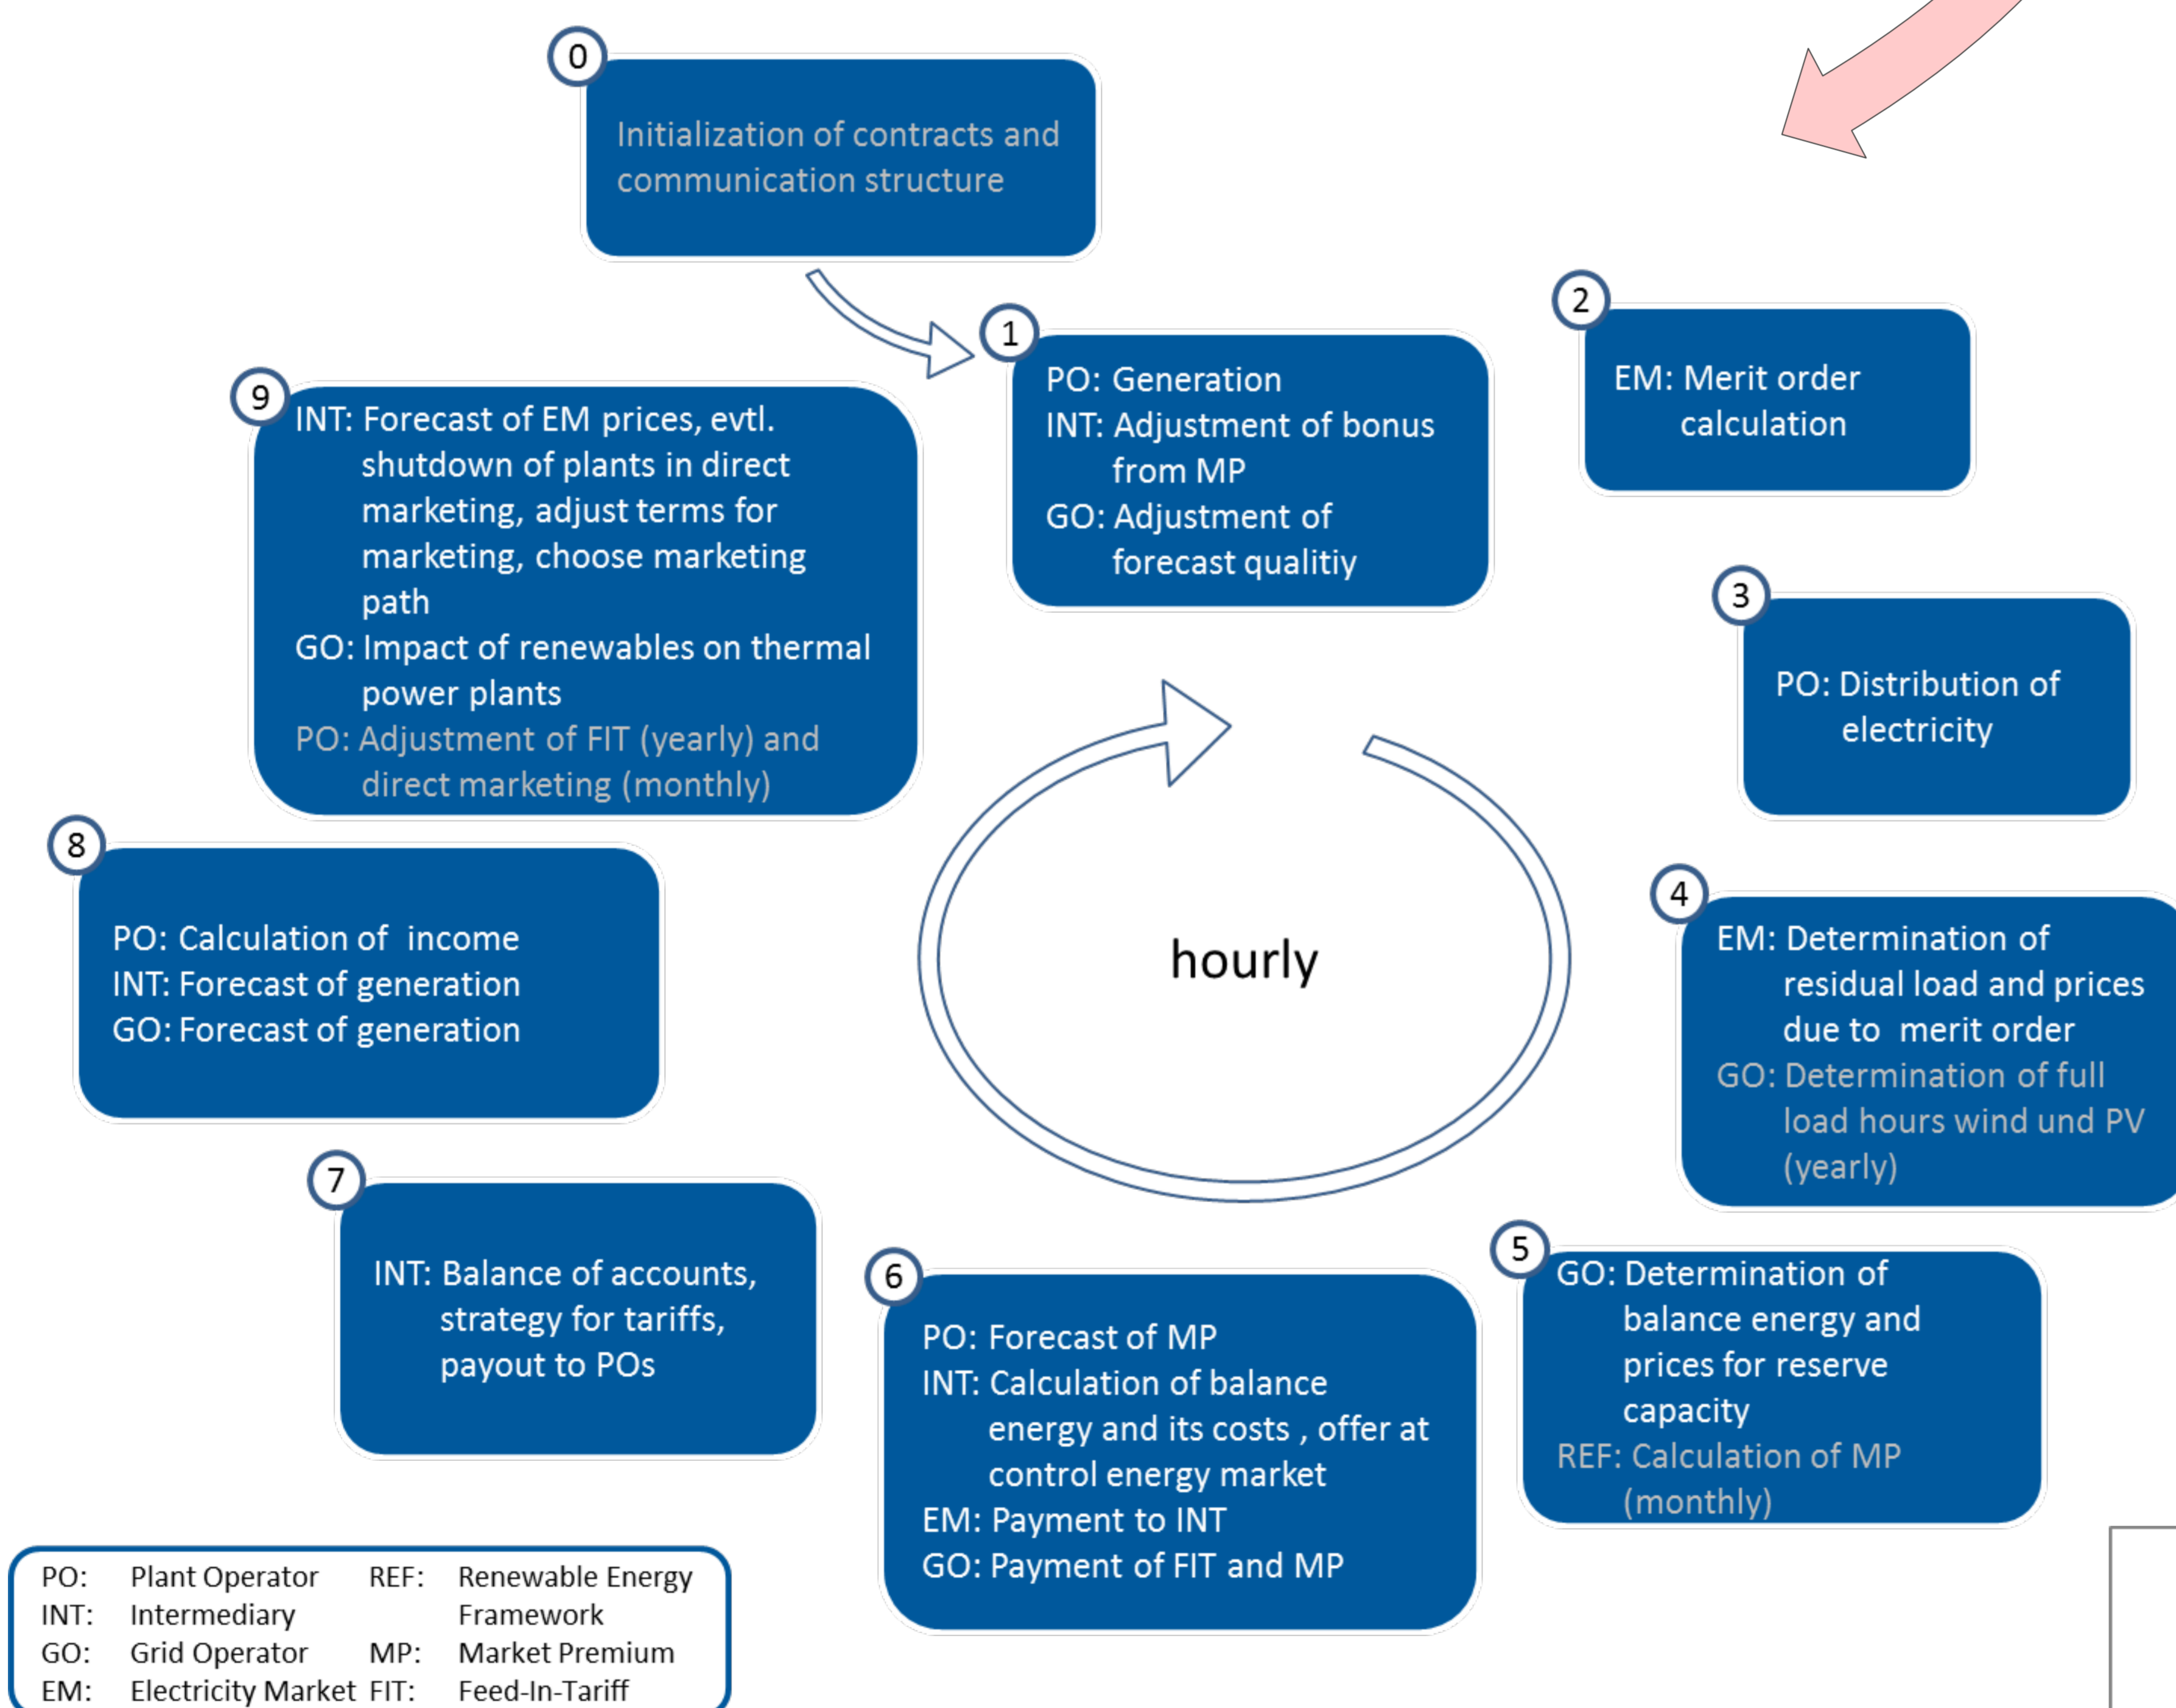 0
Initialization of contracts and
communication structure
1
PO: Generation
INT: Adjustment of bonus
from MP
GO: Adjustment of
forecast qualitiy
2
EM: Merit order
calculation
3
PO: Distribution of
electricity
4
EM: Determination of
residual load and prices
due to merit order
GO: Determination of full
load hours wind und PV
(yearly)
5
GO: Determination of
balance energy and
prices for reserve
capacity
REF: Calculation of MP
(monthly)
6
PO: Forecast of MP
INT: Calculation of balance
energy and its costs , offer at
control energy market
EM: Payment to INT
GO: Payment of FIT and MP
7
INT: Balance of accounts,
strategy for tariffs,
payout to POs
8
PO: Calculation of income
INT: Forecast of generation
GO: Forecast of generation
9
INT: Forecast of EM prices, evtl.
shutdown of plants in direct
marketing, adjust terms for
marketing, choose marketing
path
GO: Impact of renewables on thermal
power plants
PO: Adjustment of FIT (yearly) and
direct marketing (monthly)
hourly
PO: Plant Operator REF: Renewable Energy
INT: Intermediary Framework
GO: Grid Operator MP: Market Premium
EM: Electricity Market FIT: Feed-In-Tariff